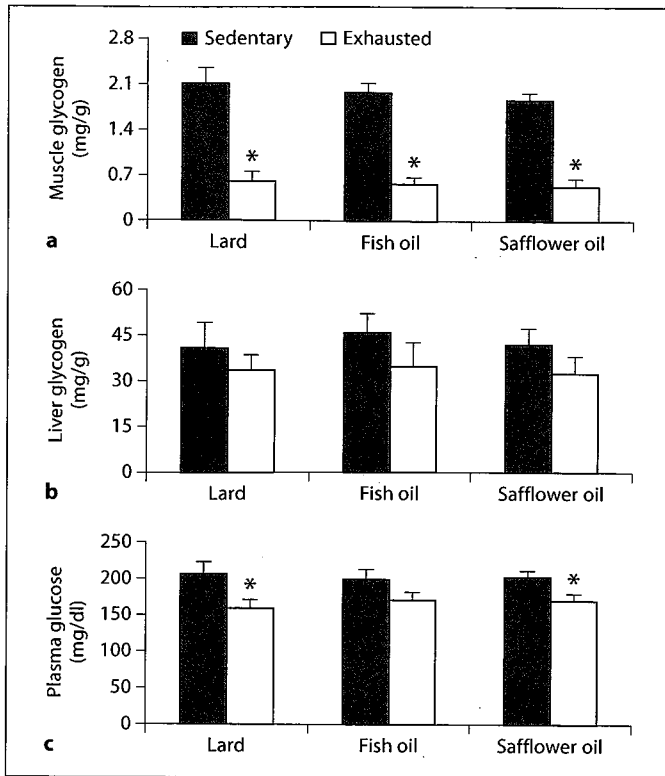 2.8
Sedentary Exhausted
2.1
1.4
0.7
0
Muscle glycogen
(mg/g)
*
*
*
a
Lard Fish oil Safflower oil
60
45
30
15
0
Liver glycogen
(mg/g)
b
Lard Fish oil Safflower oil
250
200
150
100
50
0
Plasma glucose
(mg/dl)
*
*
c
Lard Fish oil Safflower oil